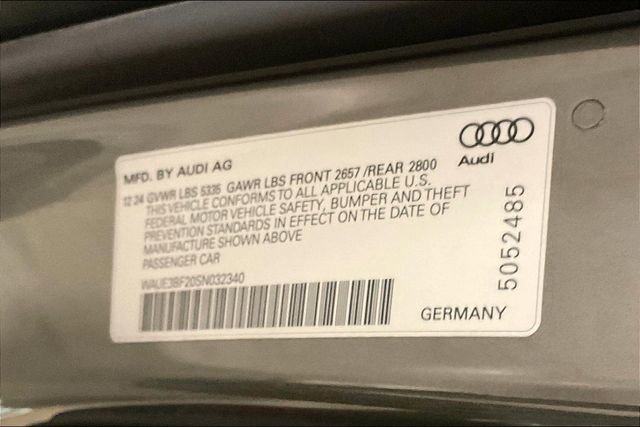 MFD. BY AUDI AG
12 24 GVWR LBS 5335 GAWR LBS FRONT 2657 /REAR 2800
THIS VEHICLE CONFORMS TO ALL APPLICABLE U.S.
FEDERAL MOTOR VEHICLE SAFETY, BUMPER AND THEFT
PREVENTION STANDARDS IN EFFECT ON THE DATE OF
MANUFACTURE SHOWN ABOVE
PASSENGER CAR
WAUE3BF20SN032340
Audi
5052485
GERMANY